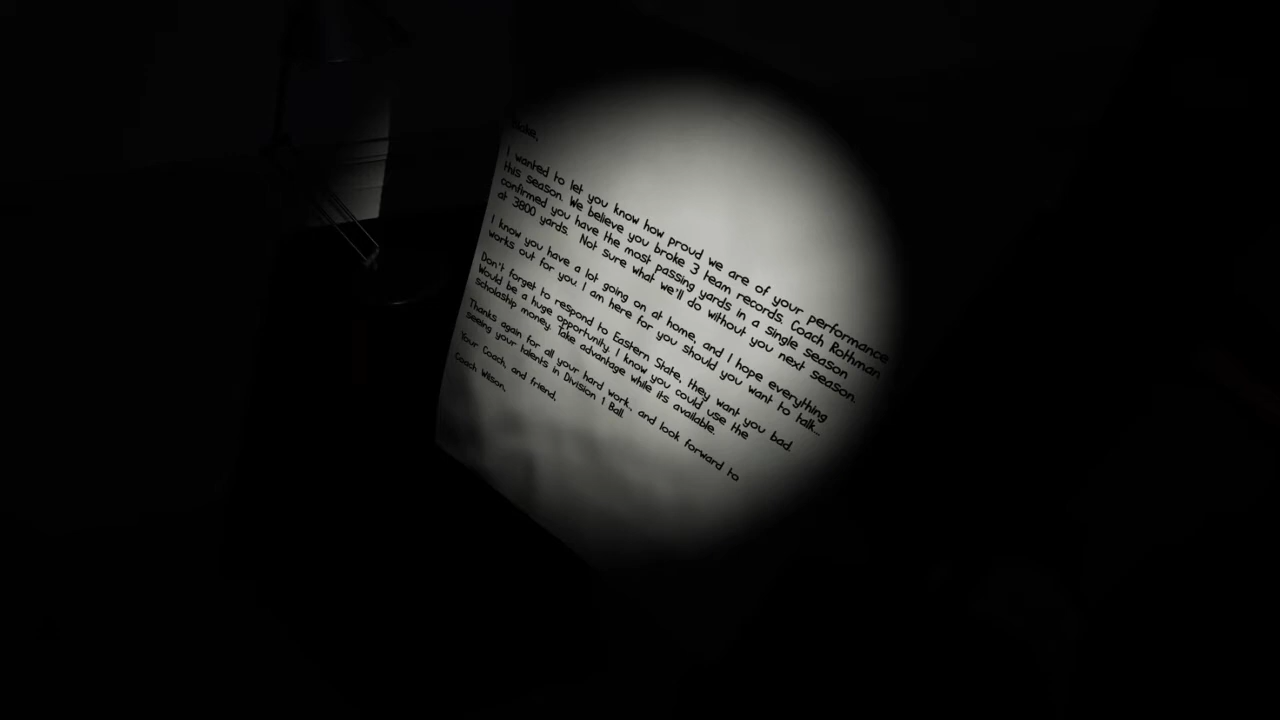 I wanted to let you know how proud we are of your performance
this season. We believe you broke 3 team records. Coach Rothman
confirmed you have the most passing yards in a single season
at 3800 yards. Not sure what we'll do without you next season.
I know you have a lot going on at home, and I hope everything
works out for you. I am here for you should you want to talk...
Don't forget to respond to Eastern State, they want you bad.
Would be a huge opportunity. I know you could use the
scholaship money. Take advantage while its available.
Thanks again for all your hard work.. and look forward to
seeing your talents in Division 1 Ball.
Your Coach, and friend,
Coach Wilson.